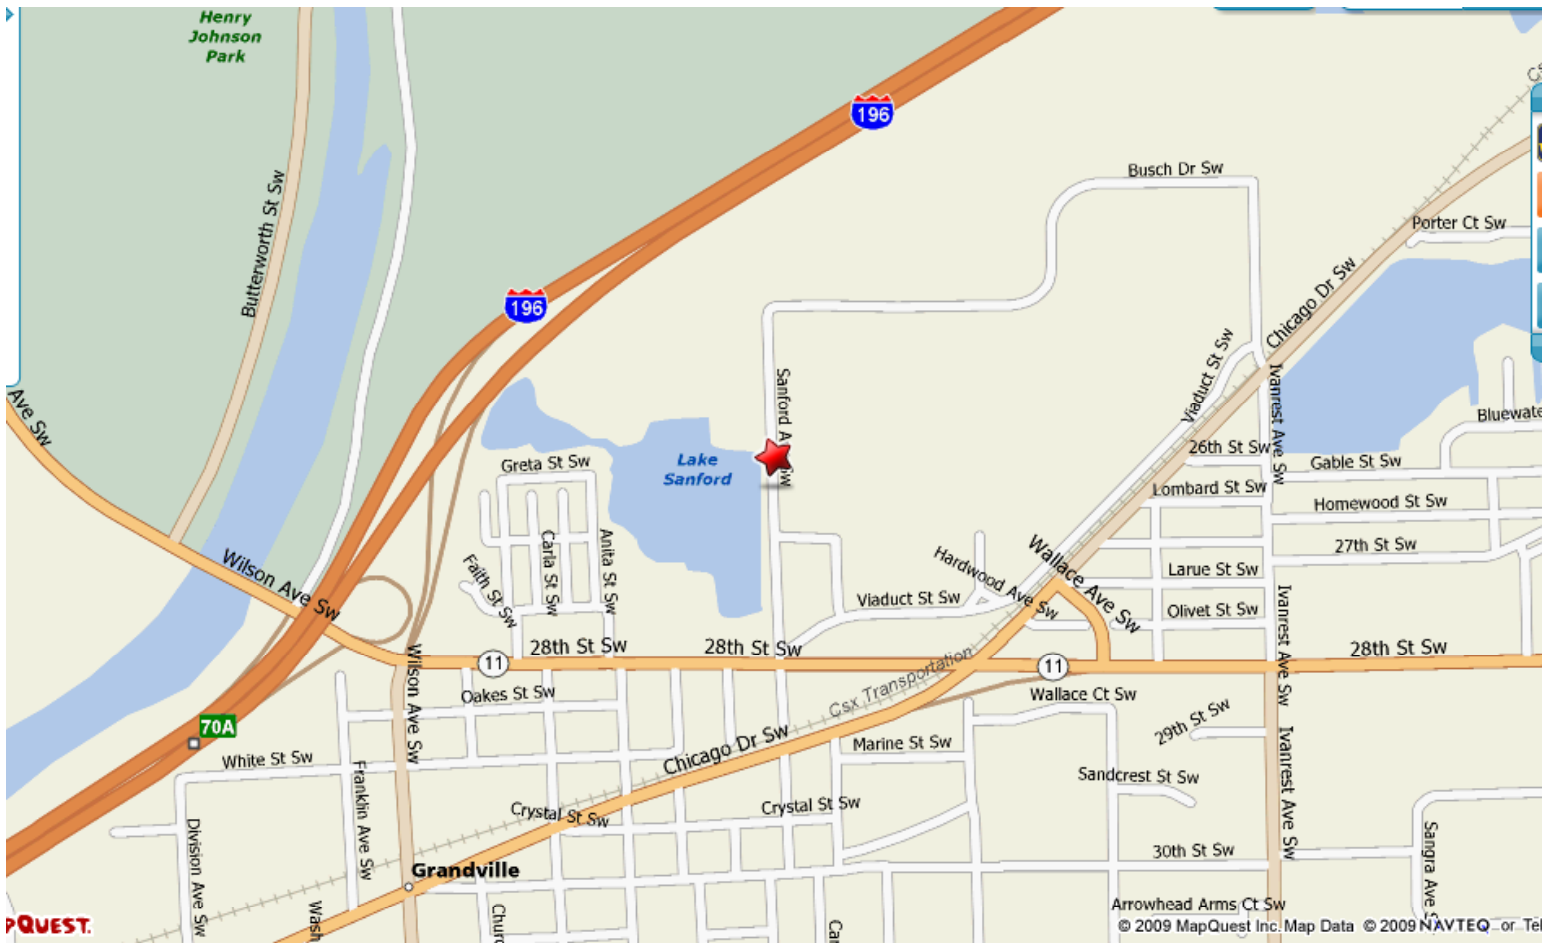 Henry
Johnson
Park
196
Busch Dr Sw
Porter Ct Sw
Butterworth St Sw
196
Chicago Dr Sw
Viaduct St Sw
Ivanrest Ave Sw
Sanford A
Sw
Ave Sw
Bluewate
Lake
Sanford
Greta St Sw
26th St Sw
Gable St Sw
Lombard St Sw
Homewood St Sw
27th St Sw
Carla St Sw
Anita St Sw
Faith St Sw
Wilson Ave Sw
Hardwood Ave Sw
Wallace Ave Sw
Larue St Sw
Viaduct St Sw
Olivet St Sw
Ivanrest Ave Sw
28th St Sw
28th St Sw
28th St Sw
11
11
Wilson Ave Sw
Oakes St Sw
Csx Transportation
Wallace Ct Sw
70A
29th St Sw
White St Sw
Chicago Dr Sw
Marine St Sw
Ivanrest Ave Sw
Franklin Ave Sw
Sandcrest St Sw
Crystal St Sw
Crystal St Sw
Division Ave Sw
30th St Sw
Sangra Ave S
Grandville
Wash
Churc
Arrowhead Arms Ct Sw
PQUEST.
© 2009 MapQuest Inc. Map Data © 2009 NAVTEQ or Tel